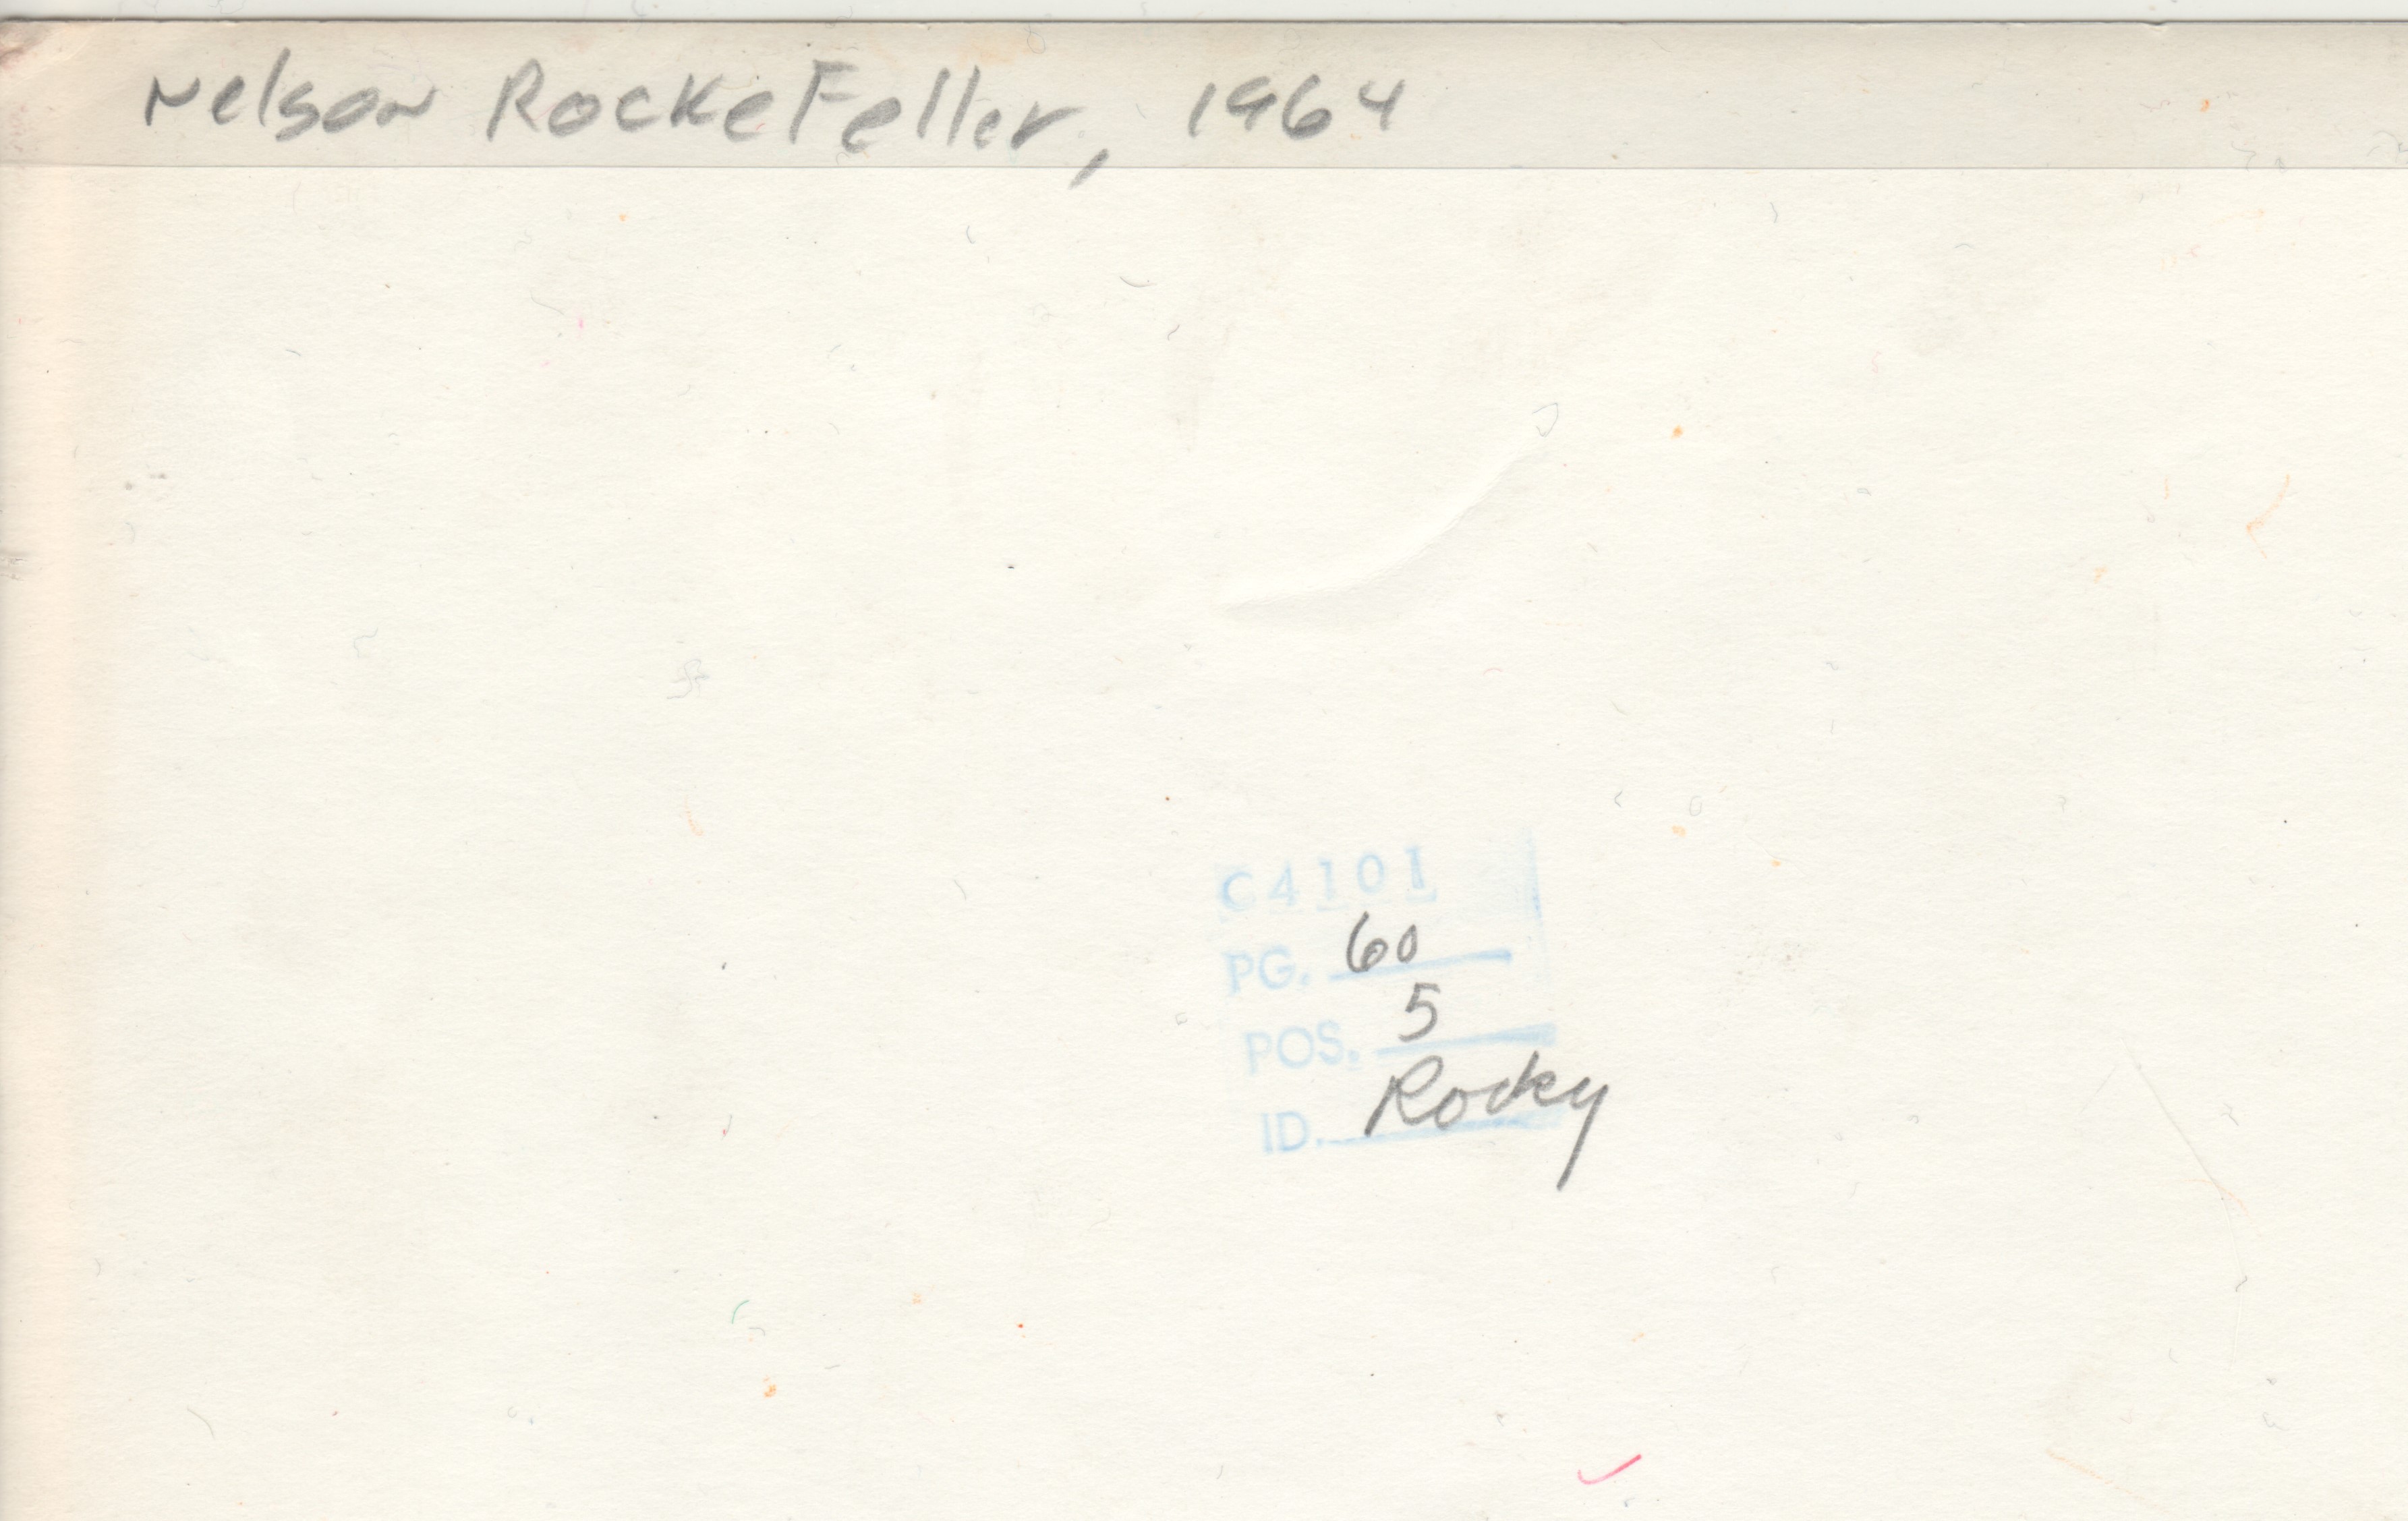 Nelson RockeFeller, 1964
C4101
PG. 60
POS. 5
ID. Rocky